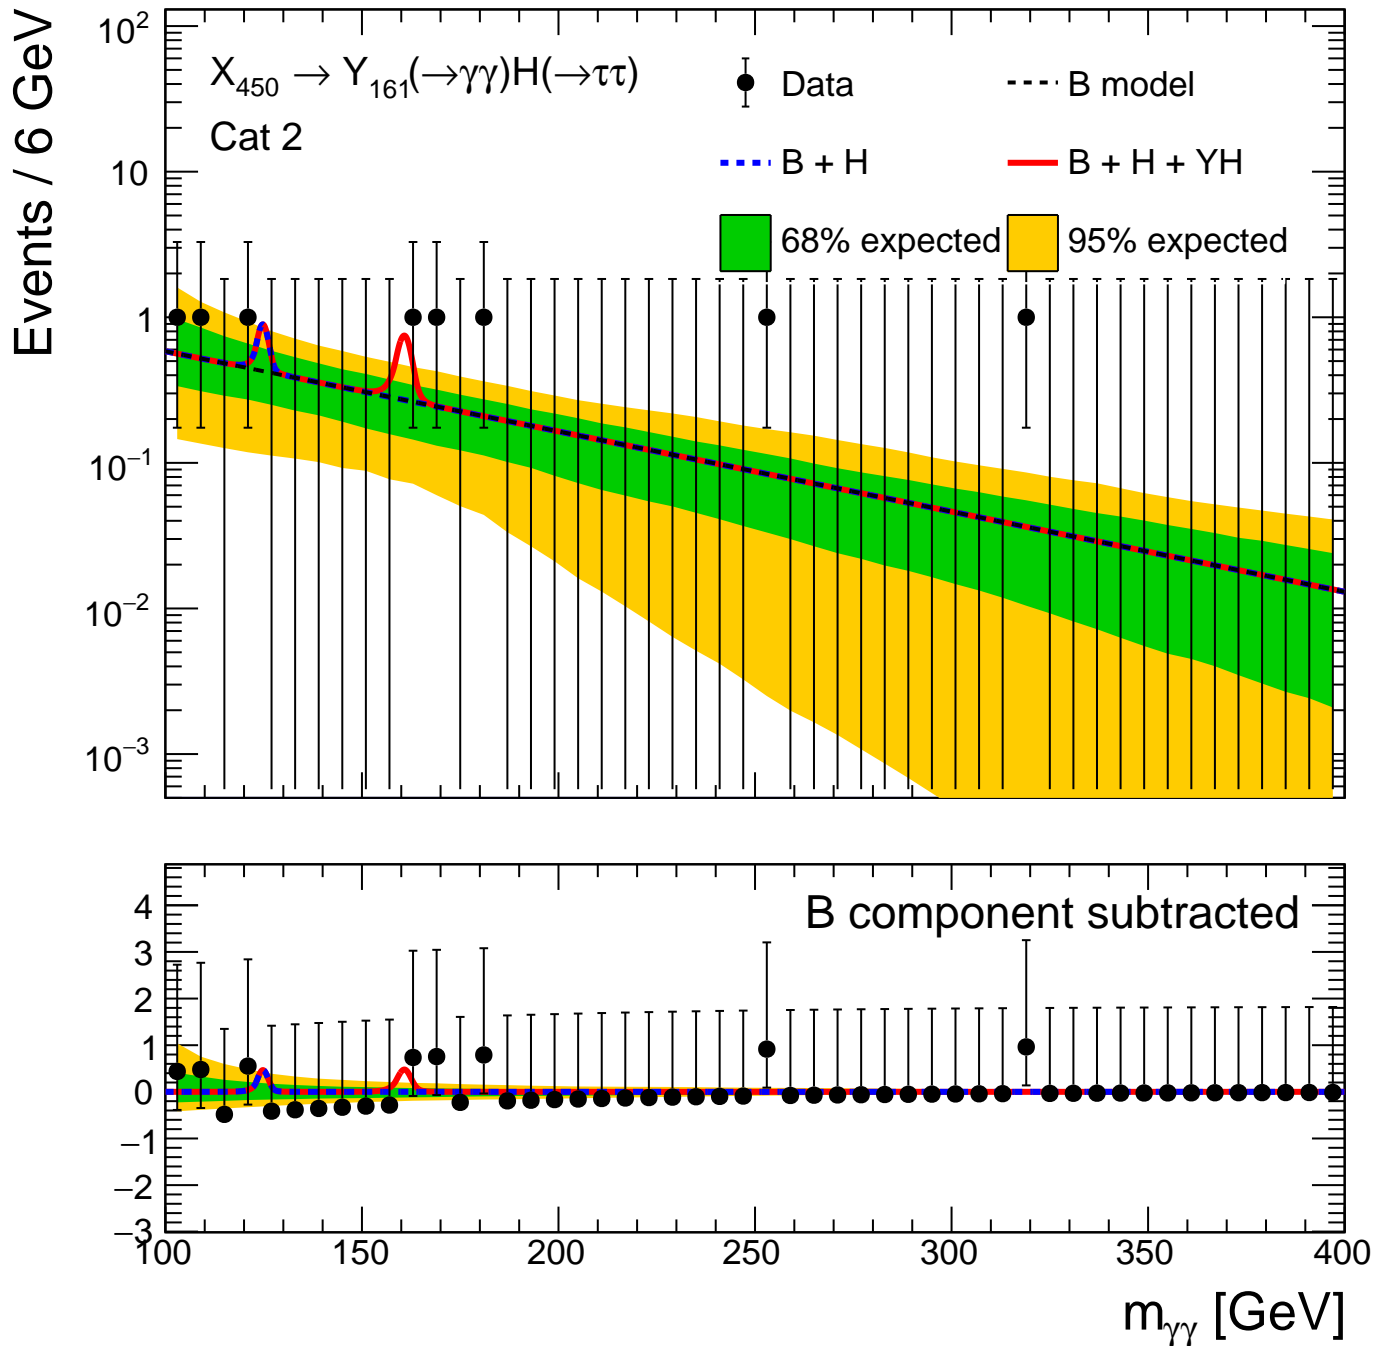 Events / 6 GeV
10²
10
1
10⁻¹
10⁻²
10⁻³
X₄₅₀ → Y₁₆₁(→γγ)H(→ττ)
Cat 2
Data
B model
B + H
B + H + YH
68% expected
95% expected
B component subtracted
4
3
2
1
0
−1
−2
−3
100 150 200 250 300 350 400
m_γγ [GeV]